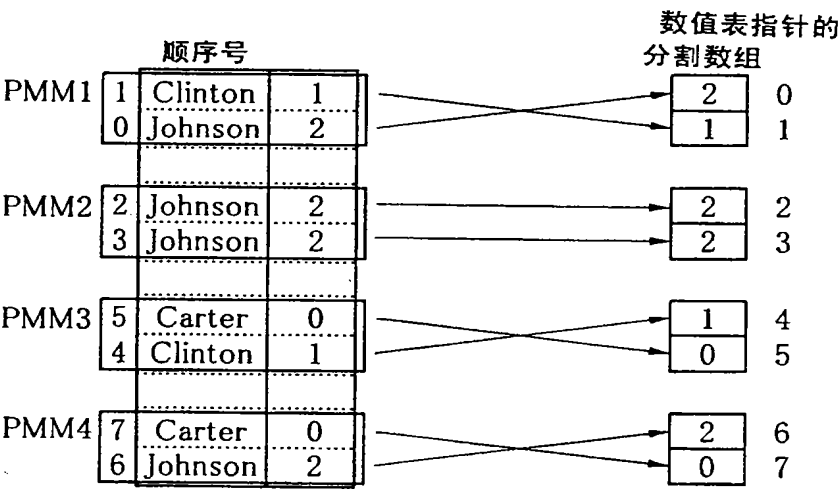 数值表指针的
顺序号 分割数组
PMM1 1 Clinton 1 2 0
0 Johnson 2 1 1
PMM2 2 Johnson 2 2 2
3 Johnson 2 2 3
PMM3 5 Carter 0 1 4
4 Clinton 1 0 5
PMM4 7 Carter 0 2 6
6 Johnson 2 0 7